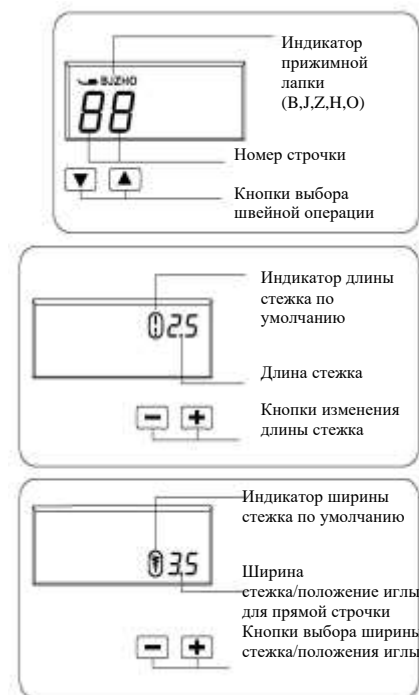 Индикатор
прижимной
лапки
(B,J,Z,H,O)
BJZHO
88
Номер строчки
Кнопки выбора
швейной операции
Индикатор длины
стежка по
умолчанию
2.5
Длина стежка
Кнопки изменения
длины стежка
Индикатор ширины
стежка по умолчанию
3.5
Ширина
стежка/положение иглы
для прямой строчки
Кнопки выбора ширины
стежка/положения иглы